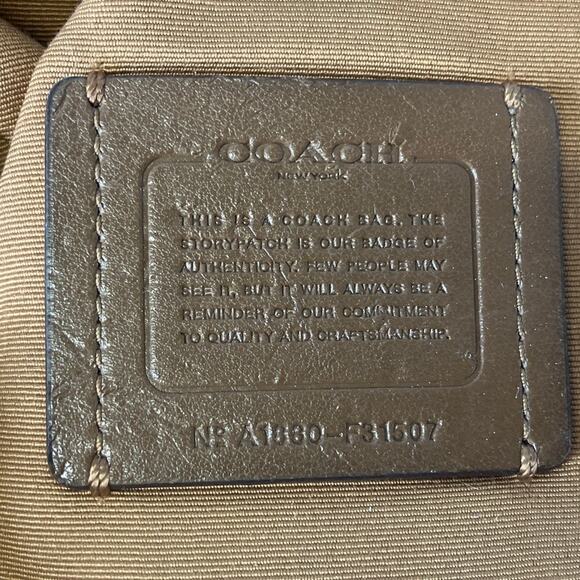 COACH
NEW YORK
THIS IS A COACH BAG. THE
STORYPATCH IS OUR BADGE OF
AUTHENTICITY. FEW PEOPLE MAY
SEE IT, BUT IT WILL ALWAYS BE A
REMINDER OF OUR COMMITMENT
TO QUALITY AND CRAFTSMANSHIP.
Nº A1660-F31507